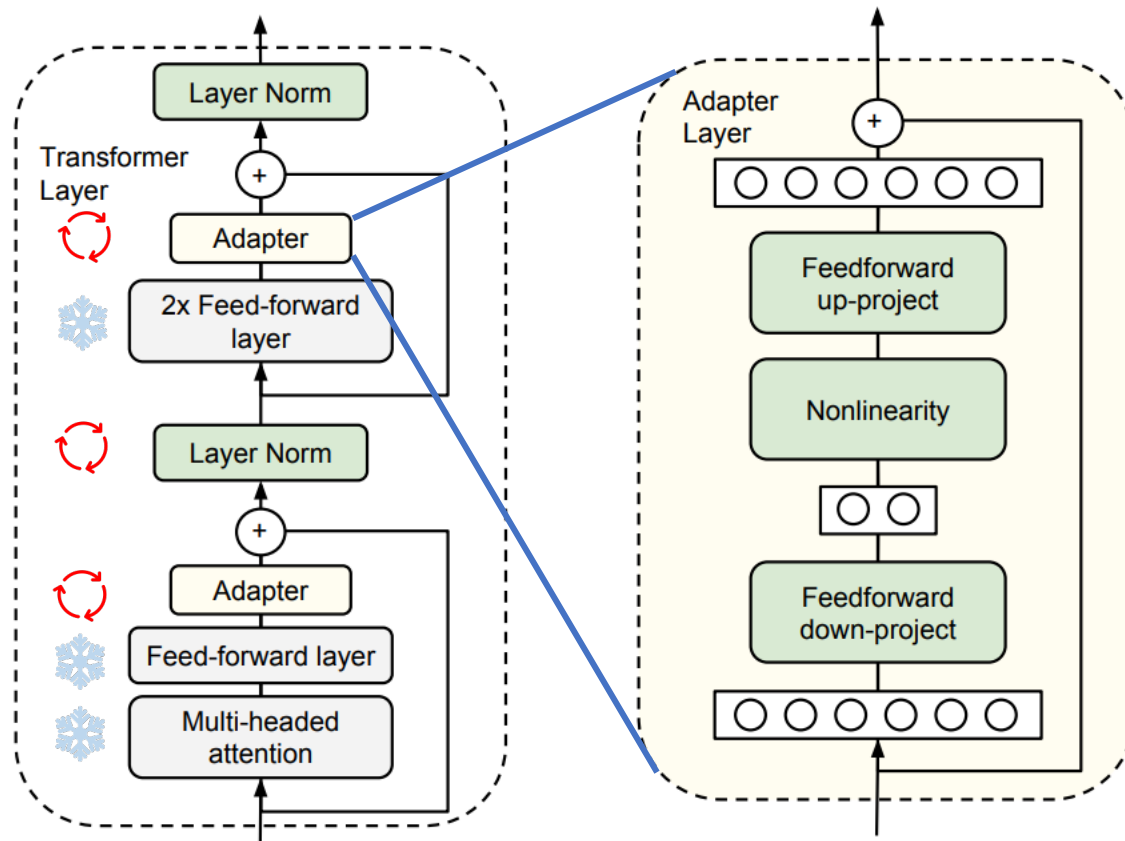 Layer Norm
Transformer
Layer
+
Adapter
2x Feed-forward
layer
Layer Norm
+
Adapter
Feed-forward layer
Multi-headed
attention
Adapter
Layer
+
Feedforward
up-project
Nonlinearity
Feedforward
down-project